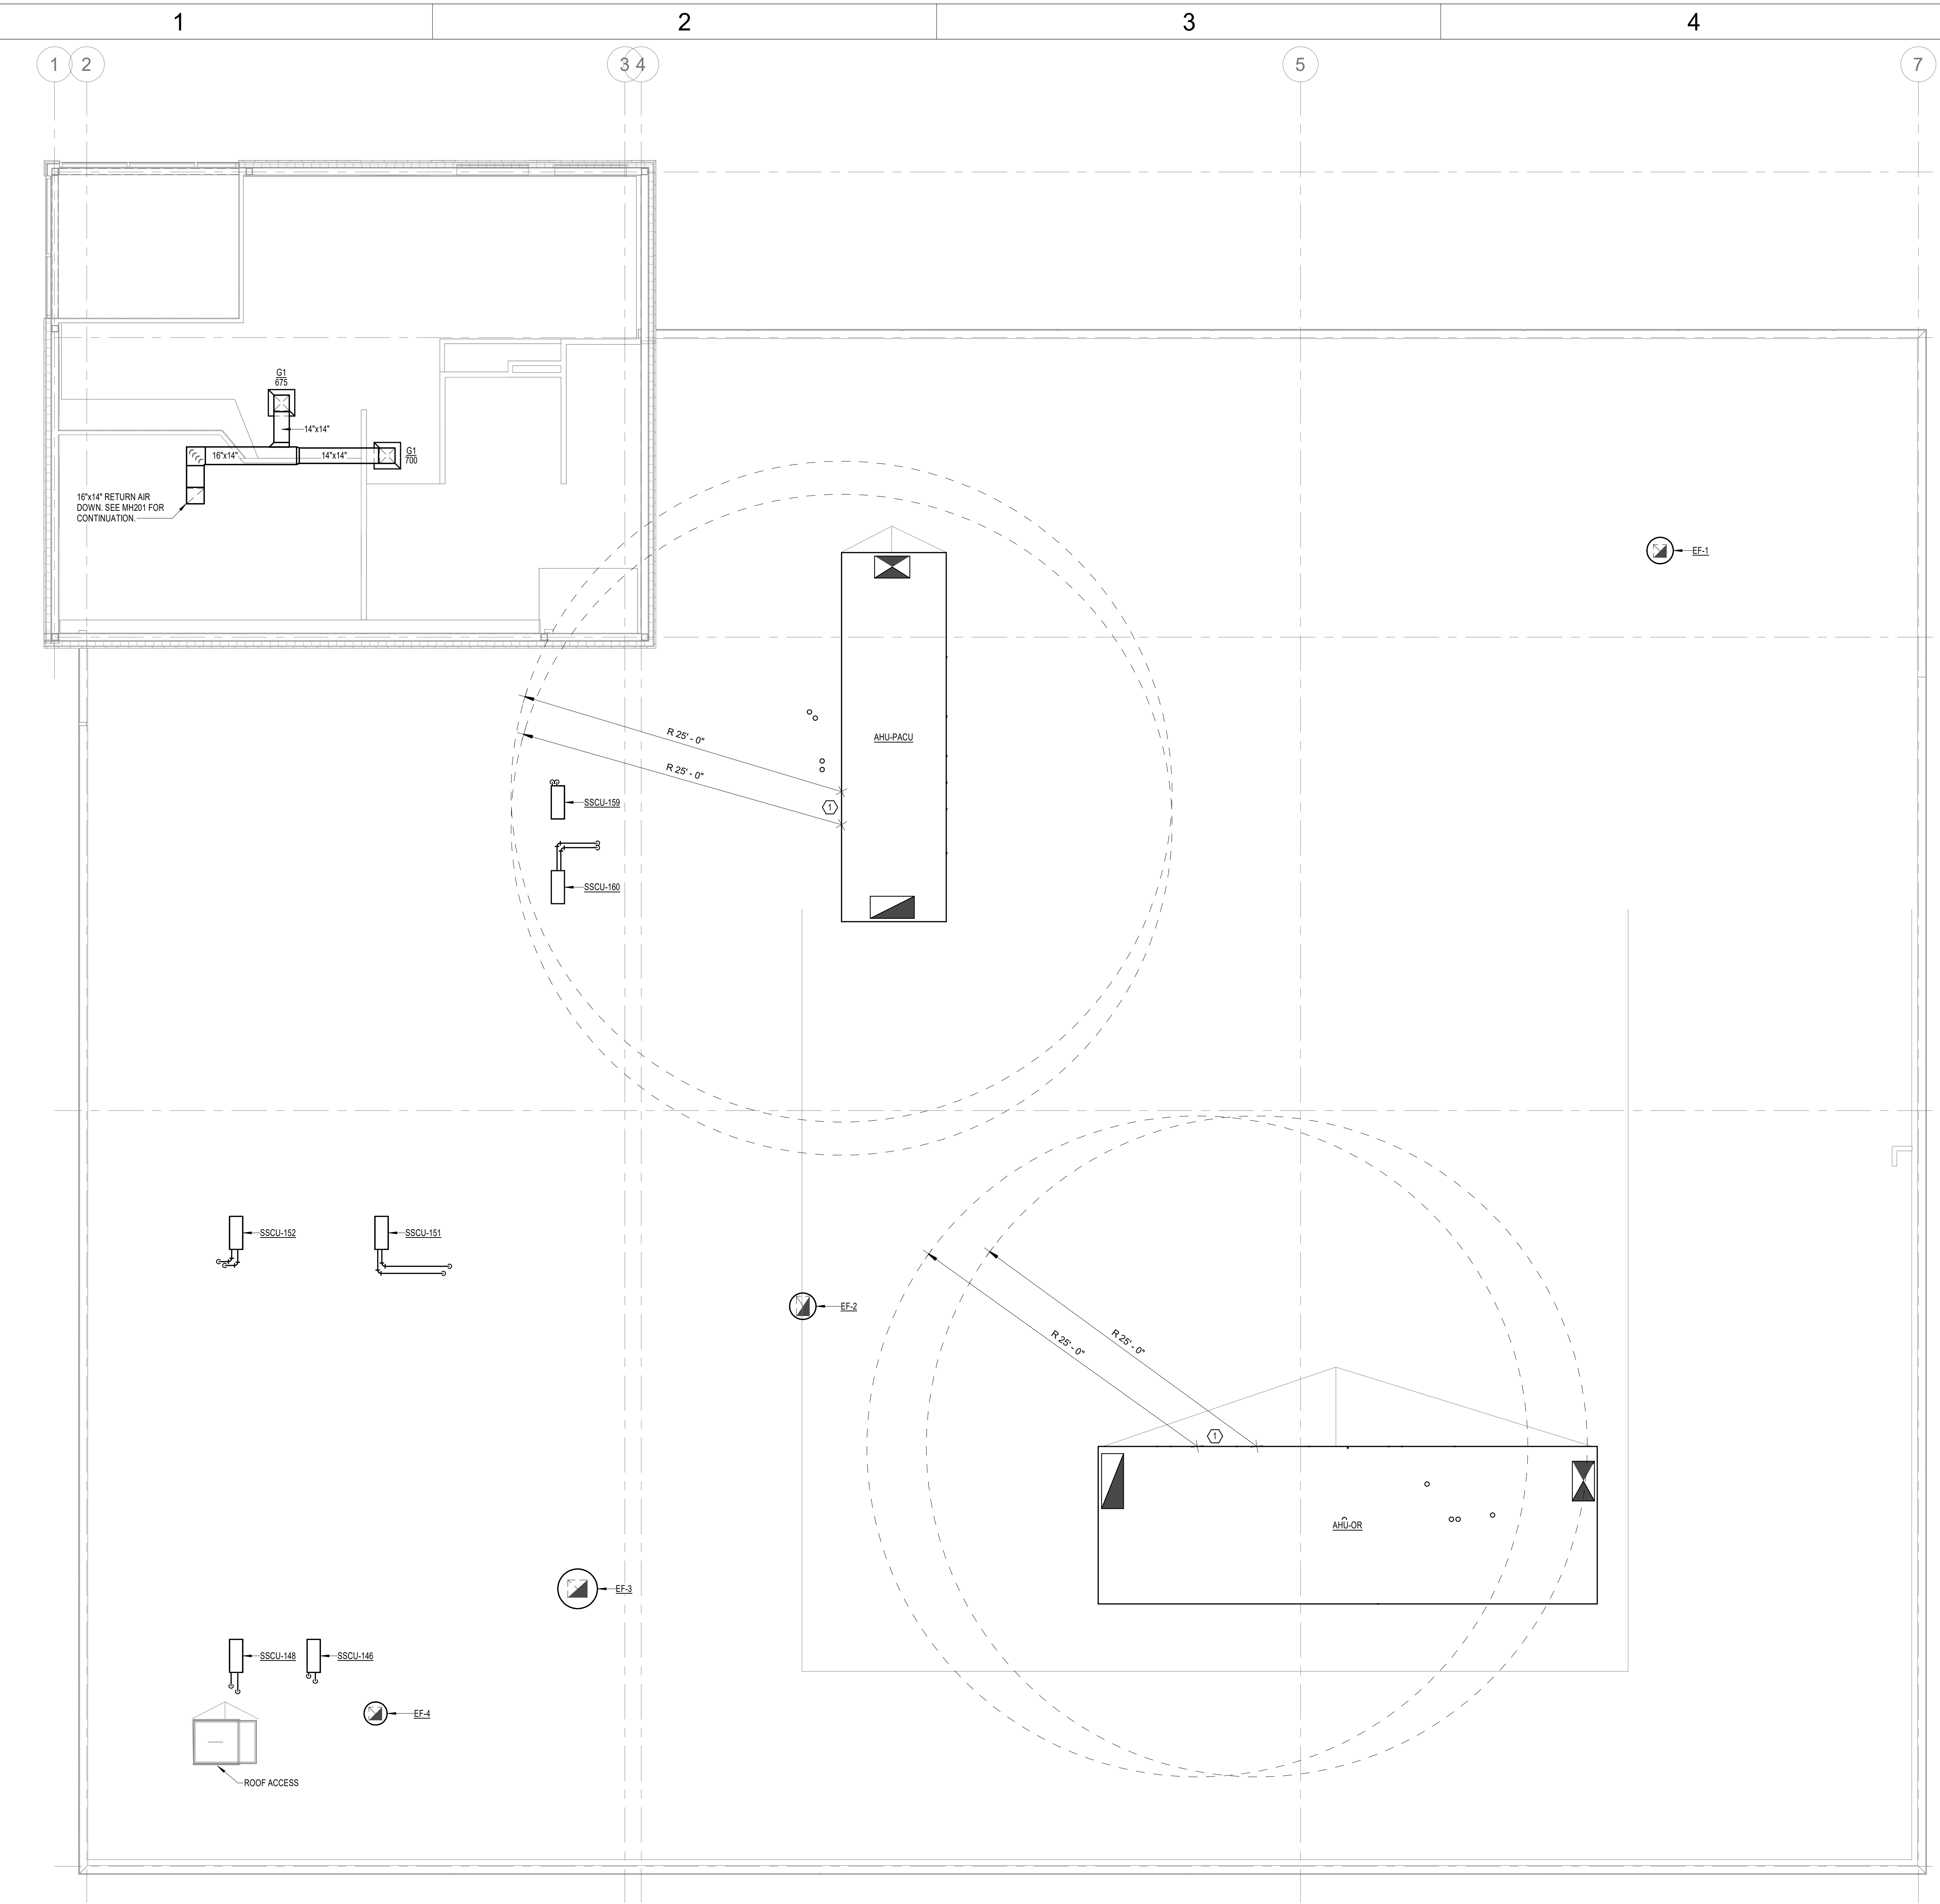 1 2 3 4
1 2 3 4 5 7
G1
675
14"x14"
16"x14" 14"x14"
G1
700
16"x14" RETURN AIR
DOWN. SEE MH201 FOR
CONTINUATION.
EF-1
R 25' - 0"
AHU-PACU
R 25' - 0"
SSCU-159
1
SSCU-160
SSCU-152
SSCU-151
EF-2
R 25' - 0"
R 25' - 0"
1
AHU-OR
EF-3
SSCU-148
SSCU-146
EF-4
ROOF ACCESS